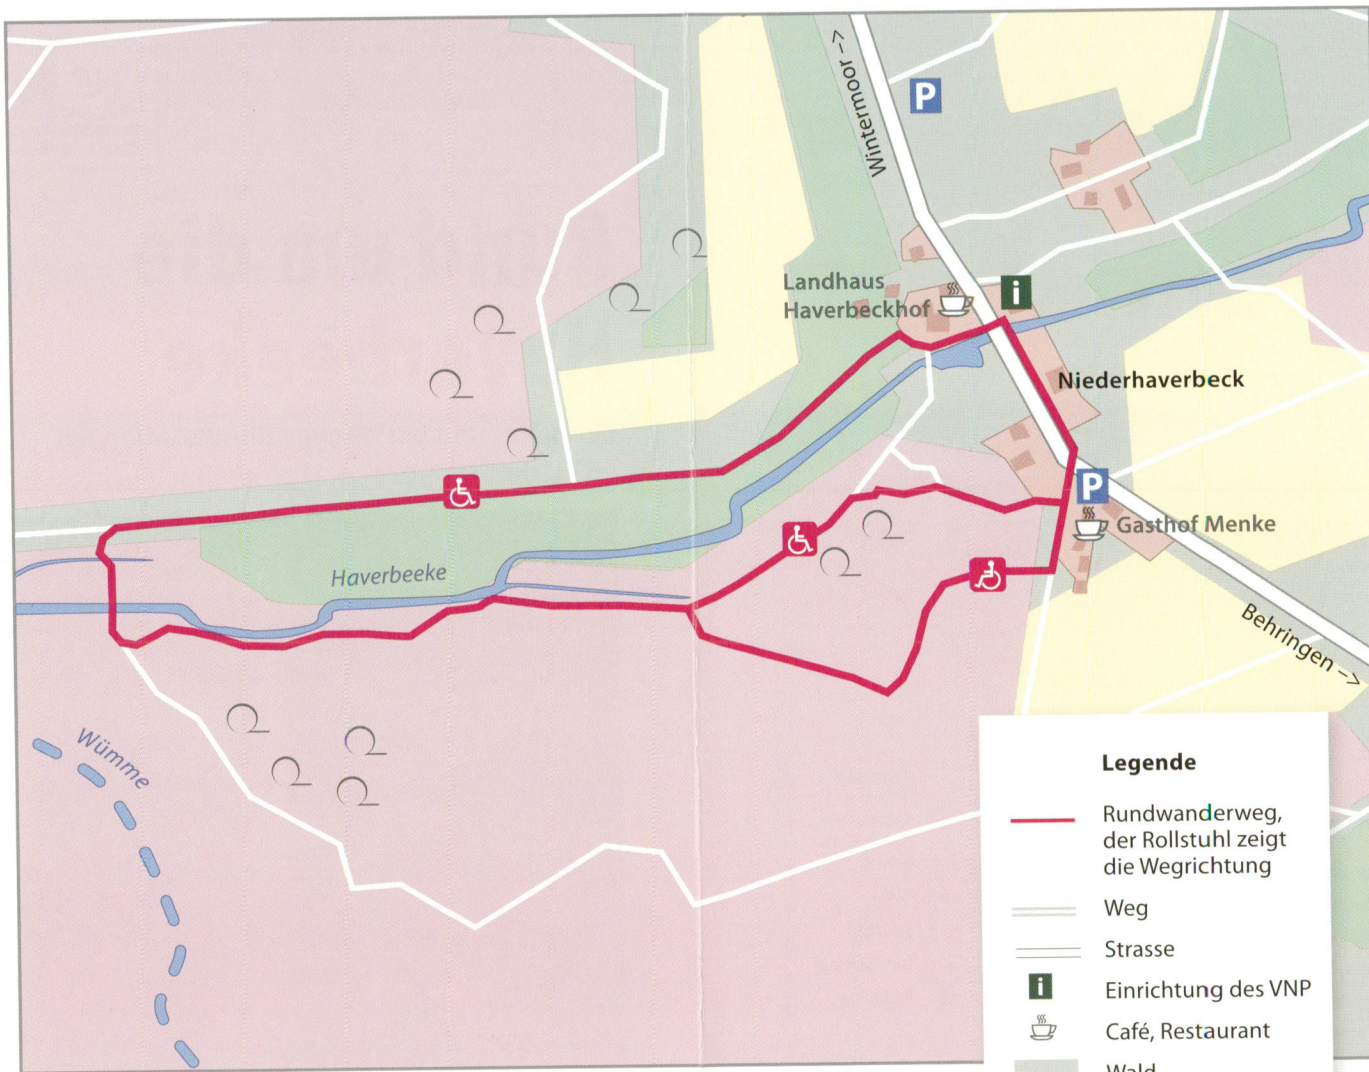 Wintermoor –>
P
Landhaus
Haverbeckhof
i
Niederhaverbeck
P
Gasthof Menke
Haverbeeke
Behringen –>
Wümme
Legende
Rundwanderweg,
der Rollstuhl zeigt
die Wegrichtung
Weg
Strasse
i
Einrichtung des VNP
Café, Restaurant
Wald